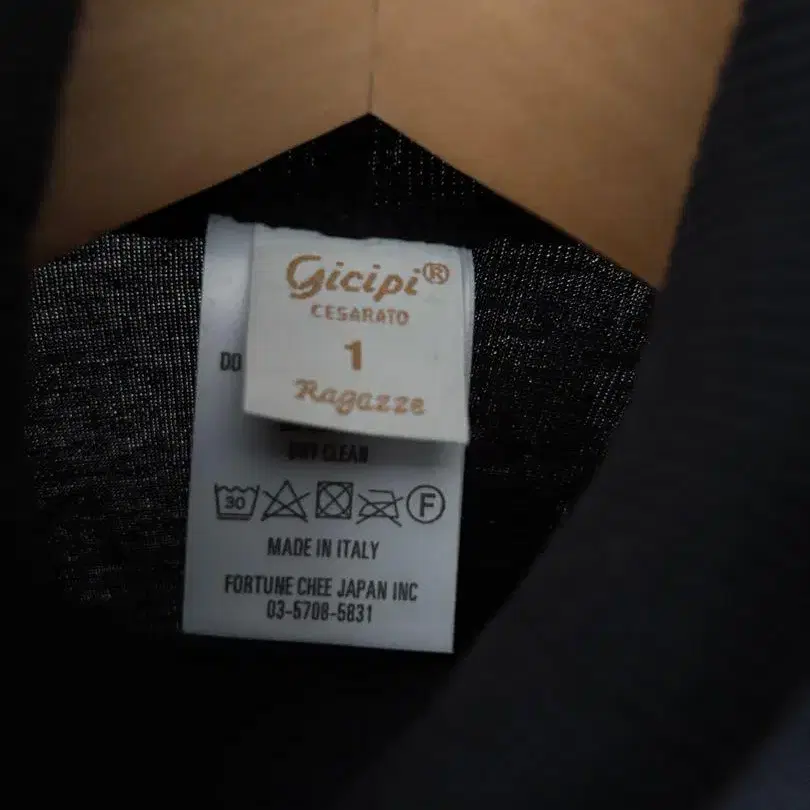 Gicipi®
CESARATO
1
Ragazze
DO
DRY CLEAN
30
F
MADE IN ITALY
FORTUNE CHEE JAPAN INC
03-5708-5831